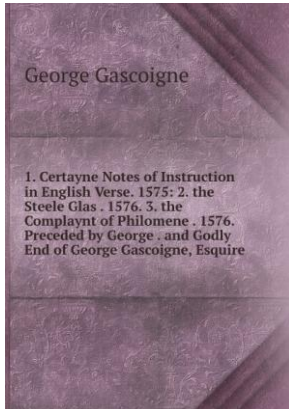 George Gascoigne
1. Certayne Notes of Instruction
in English Verse. 1575: 2. the
Steele Glas . 1576. 3. the
Complaynt of Philomene . 1576.
Preceded by George . and Godly
End of George Gascoigne, Esquire